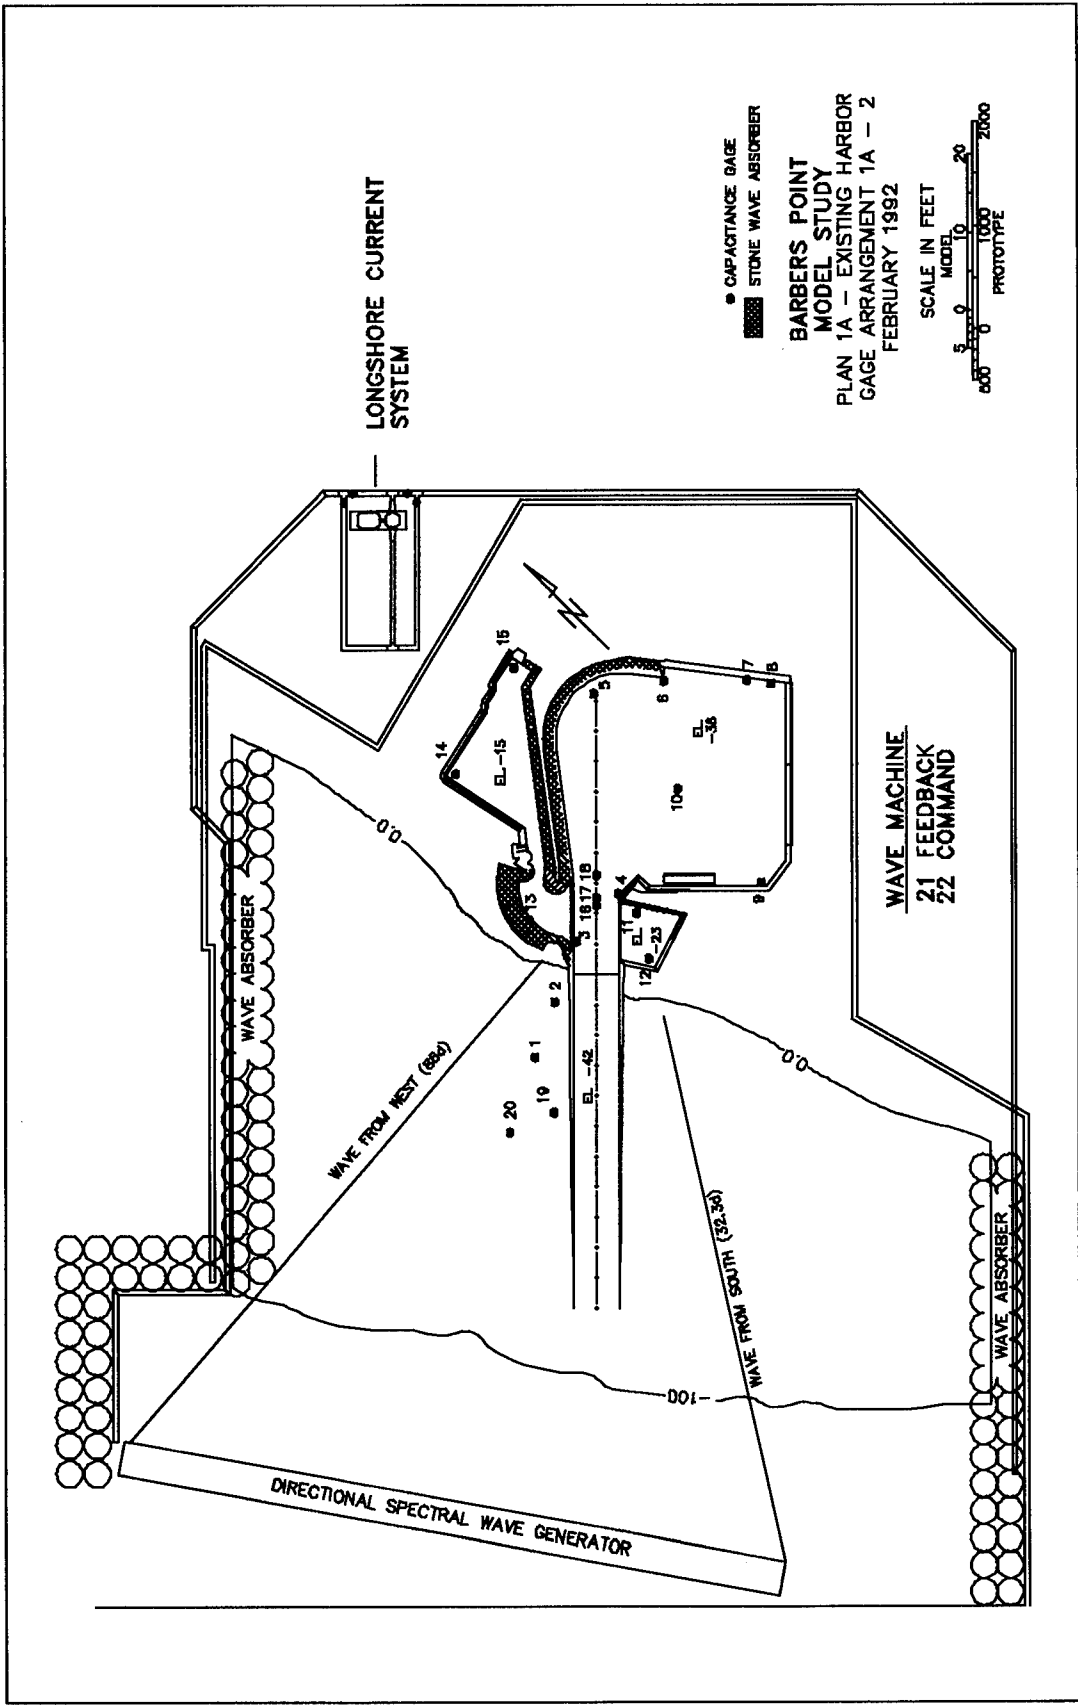 LONGSHORE CURRENT
SYSTEM
CAPACITANCE GAGE
STONE WAVE ABSORBER
BARBERS POINT
MODEL STUDY
PLAN 1A - EXISTING HARBOR
GAGE ARRANGEMENT 1A - 2
FEBRUARY 1992
SCALE IN FEET
MODEL
5 0 10 20
500 0 1000 2000
PROTOTYPE
WAVE MACHINE
21 FEEDBACK
22 COMMAND
WAVE ABSORBER
0.0
14
15
EL -15
N
13
5
6
7
8
EL
-38
10
9
16 17 18
3
4
11
EL
-23
12
2
1
19
20
EL -42
WAVE FROM WEST (88d)
WAVE FROM SOUTH (32.3d)
0.0
-100
WAVE ABSORBER
DIRECTIONAL SPECTRAL WAVE GENERATOR